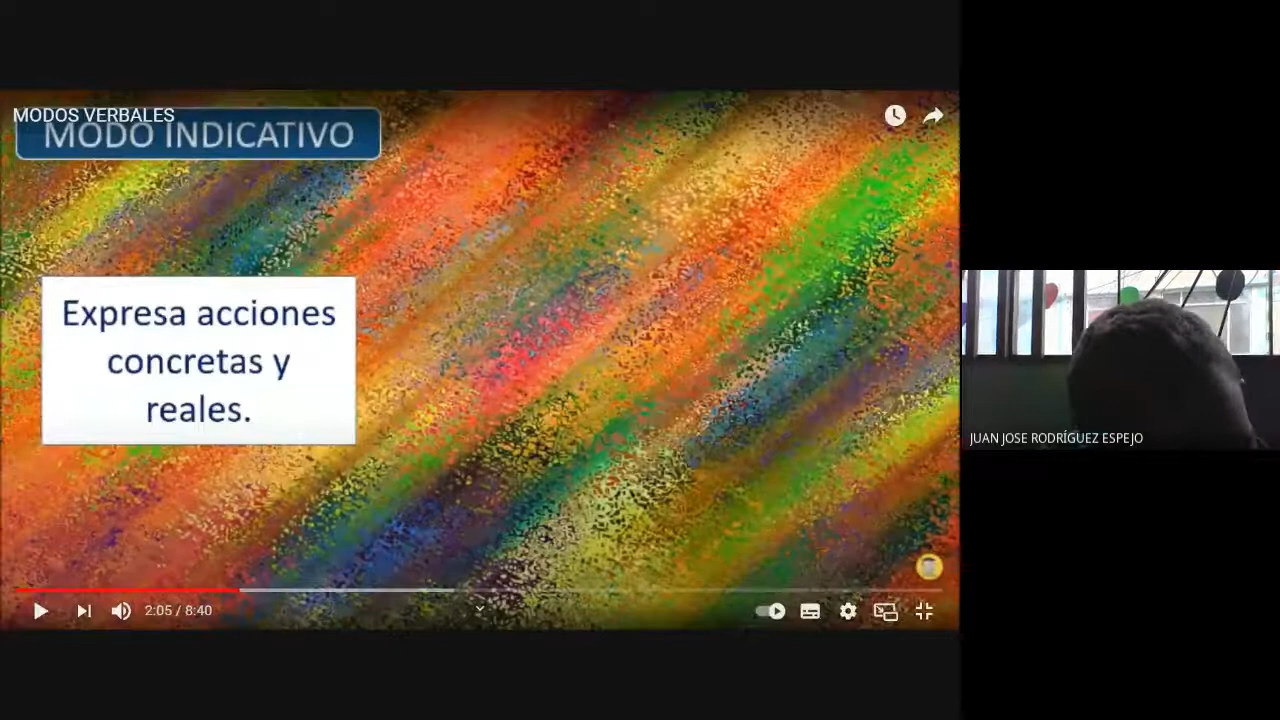 MODOS VERBALES
MODO INDICATIVO
Expresa acciones
concretas y
reales.
2:05 / 8:40
JUAN JOSE RODRÍGUEZ ESPEJO